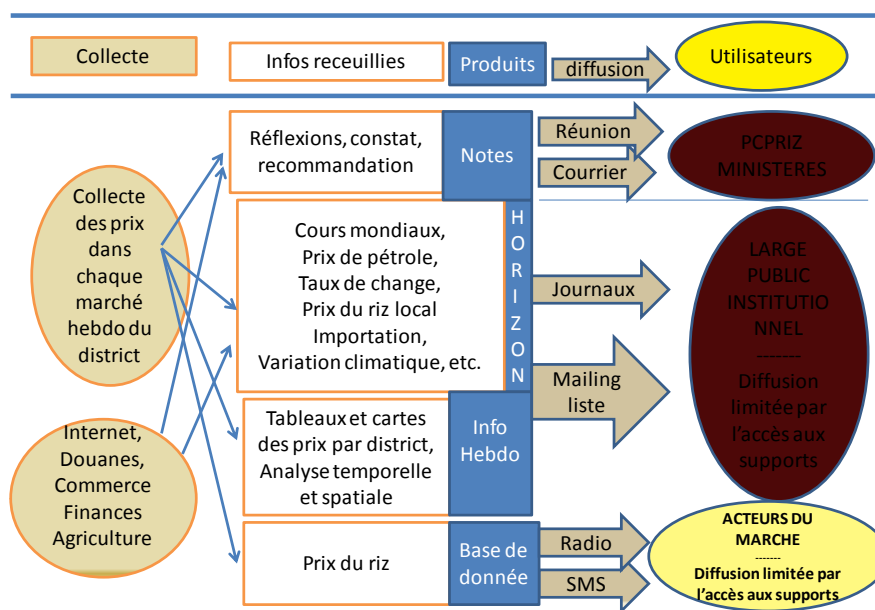 Collecte
Infos receuillies
Produits
diffusion
Utilisateurs
Collecte
des prix
dans
chaque
marché
hebdo du
district
Internet,
Douanes,
Commerce
Finances
Agriculture
Réflexions, constat,
recommandation
Notes
Réunion
Courrier
PCPRIZ
MINISTERES
Cours mondiaux,
Prix de pétrole,
Taux de change,
Prix du riz local
Importation,
Variation climatique, etc.
HORIZON
Journaux
Mailing
liste
LARGE
PUBLIC
INSTITUTIO
NNEL
-------
Diffusion
limitée par
l'accès aux
supports
Tableaux et cartes
des prix par district,
Analyse temporelle
et spatiale
Info
Hebdo
Prix du riz
Base de
donnée
Radio
SMS
ACTEURS DU
MARCHE
-------
Diffusion limitée par
l'accès aux supports